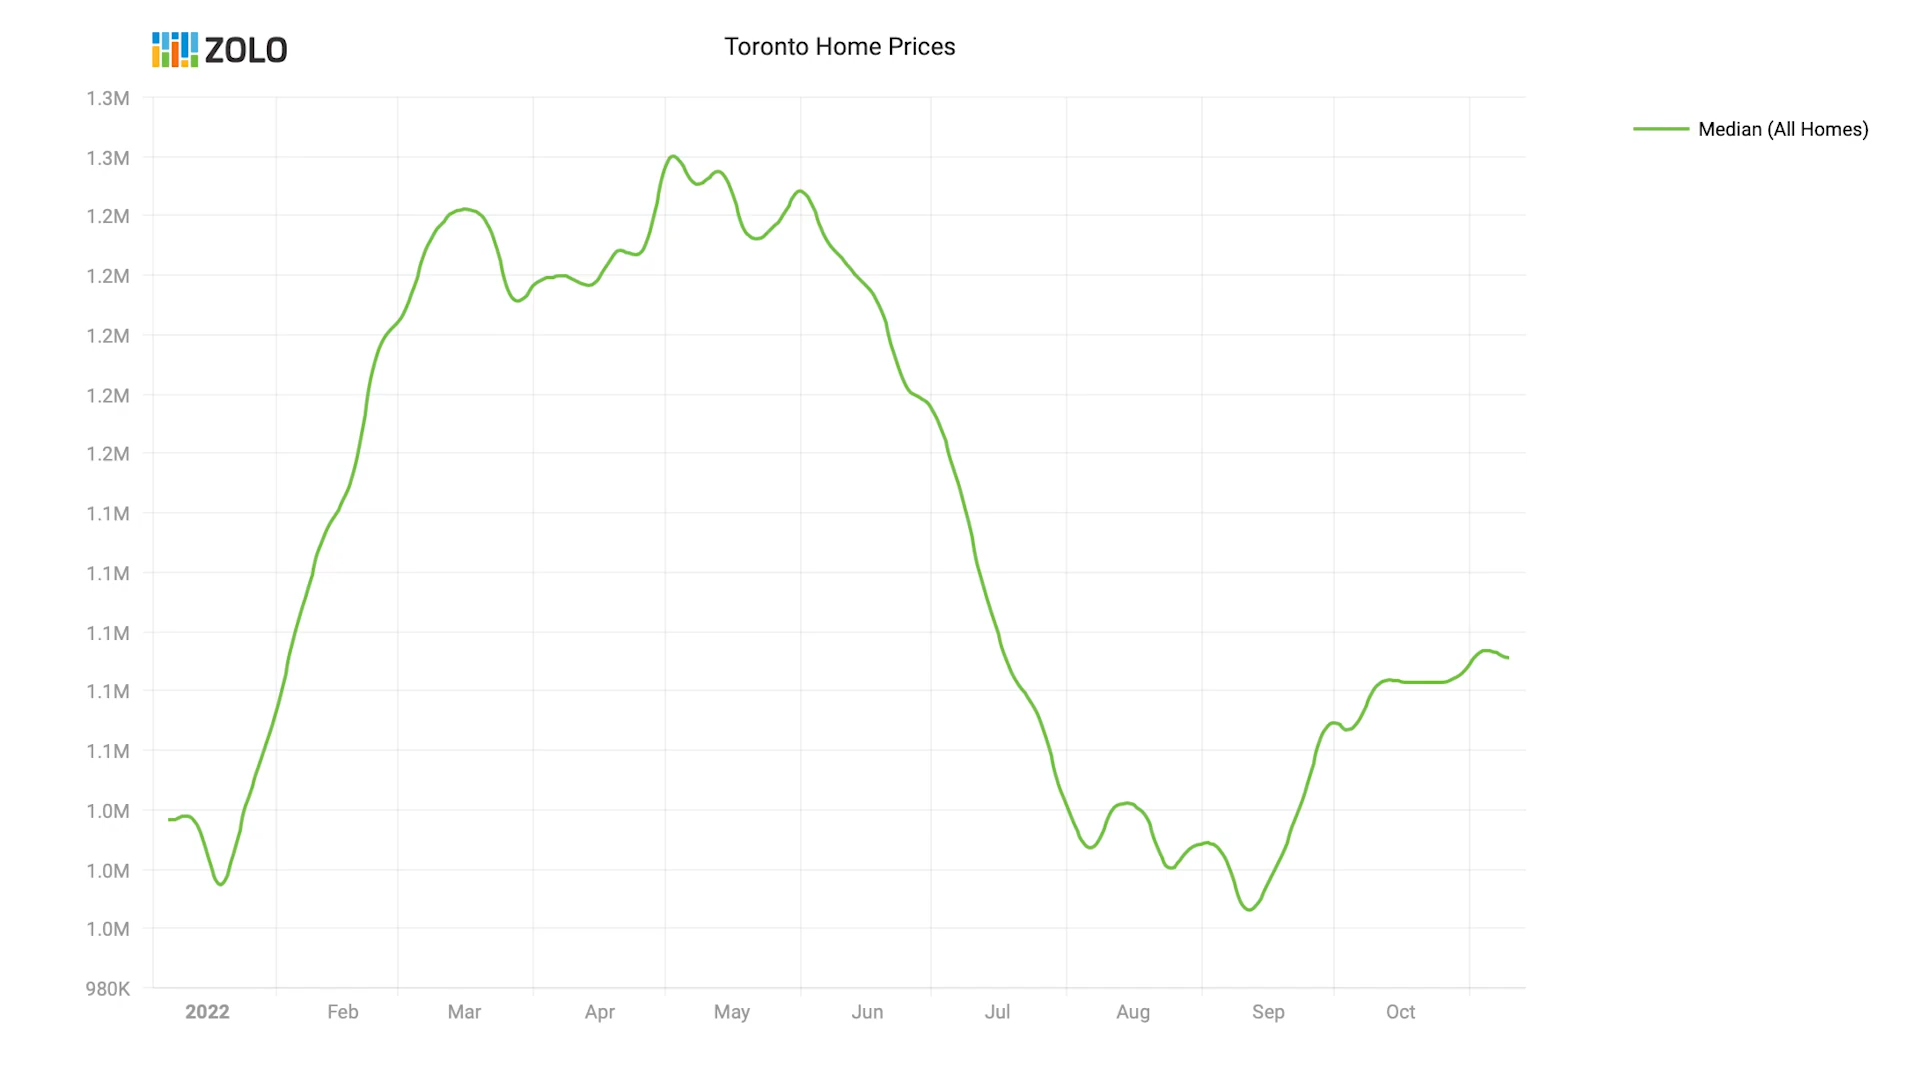 ZOLO
Toronto Home Prices
1.3M
Median (All Homes)
1.3M
1.2M
1.2M
1.2M
1.2M
1.2M
1.1M
1.1M
1.1M
1.1M
1.1M
1.0M
1.0M
1.0M
980K
2022 Feb Mar Apr May Jun Jul Aug Sep Oct